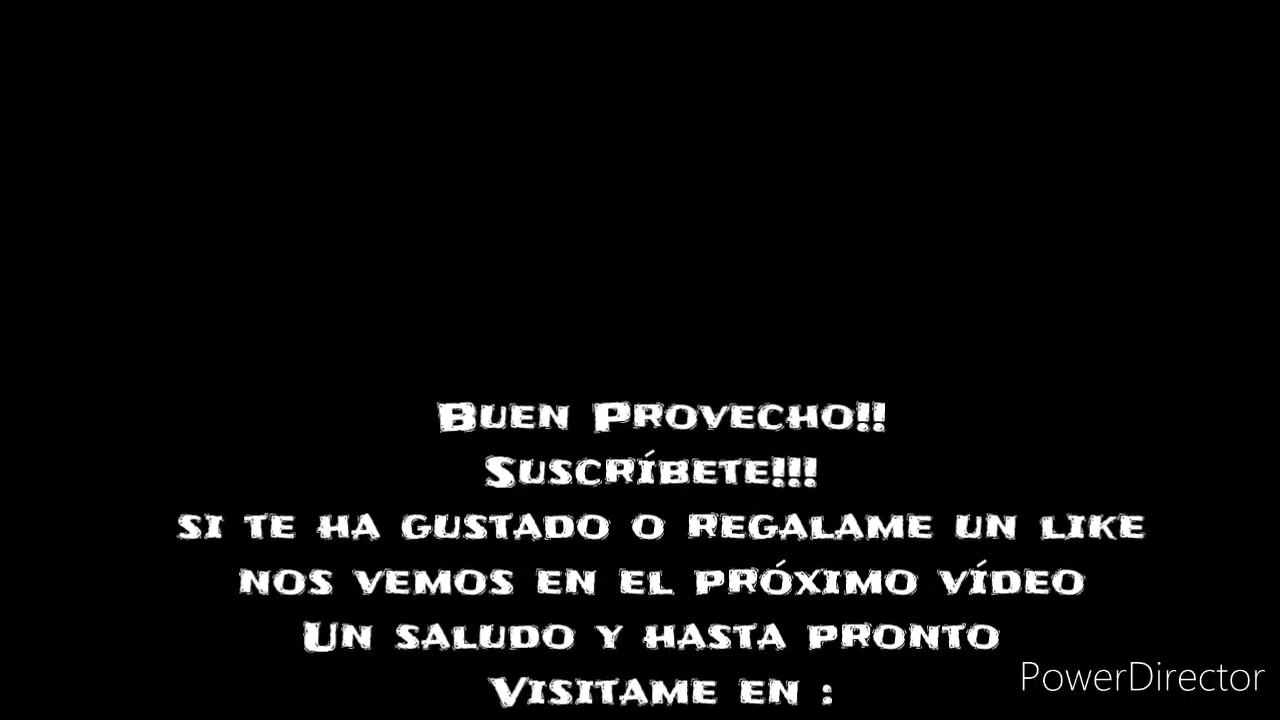 Buen Provecho!!
Suscríbete!!!
si te ha gustado o regalame un like
nos vemos en el próximo vídeo
Un saludo y hasta pronto
Visitame en :
PowerDirector